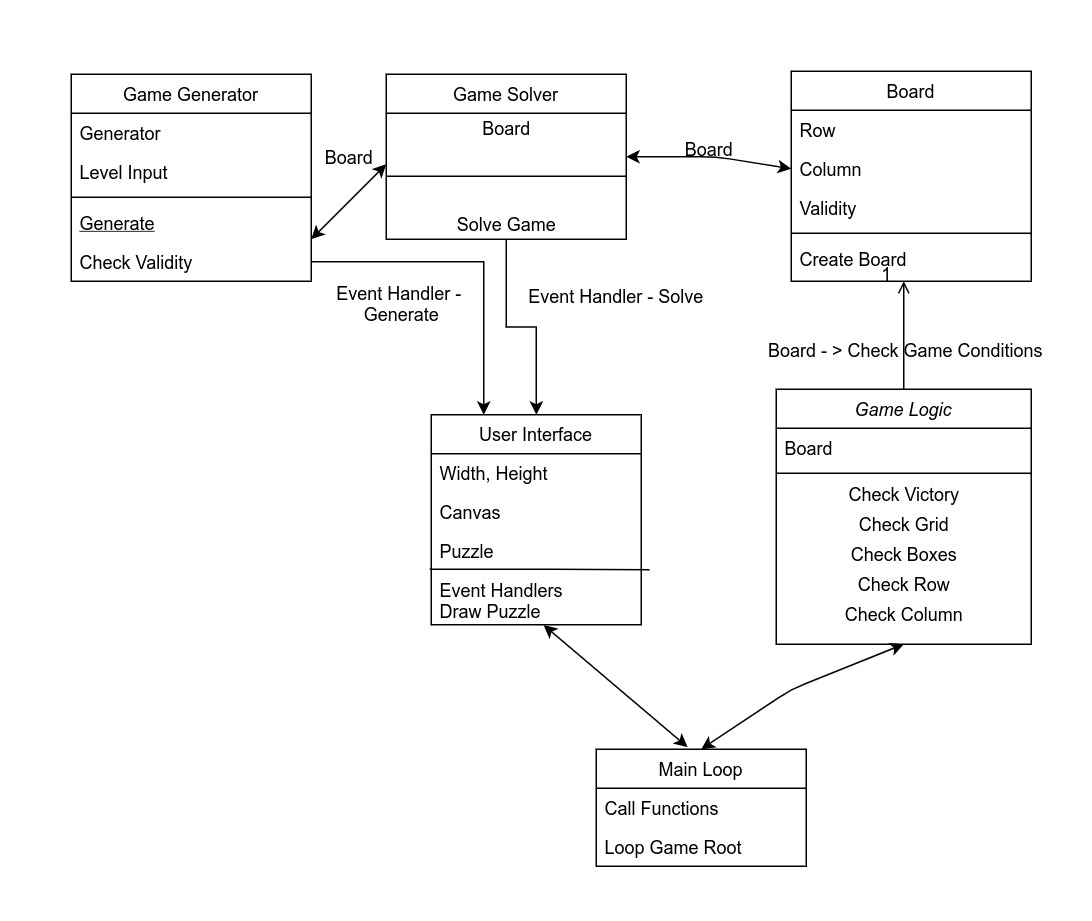 Game Generator
Generator
Level Input
Generate
Check Validity
Board
Game Solver
Board
Solve Game
Board
Board
Row
Column
Validity
Create Board
1
Event Handler -
Generate
Event Handler - Solve
Board - > Check Game Conditions
User Interface
Width, Height
Canvas
Puzzle
Event Handlers
Draw Puzzle
Game Logic
Board
Check Victory
Check Grid
Check Boxes
Check Row
Check Column
Main Loop
Call Functions
Loop Game Root